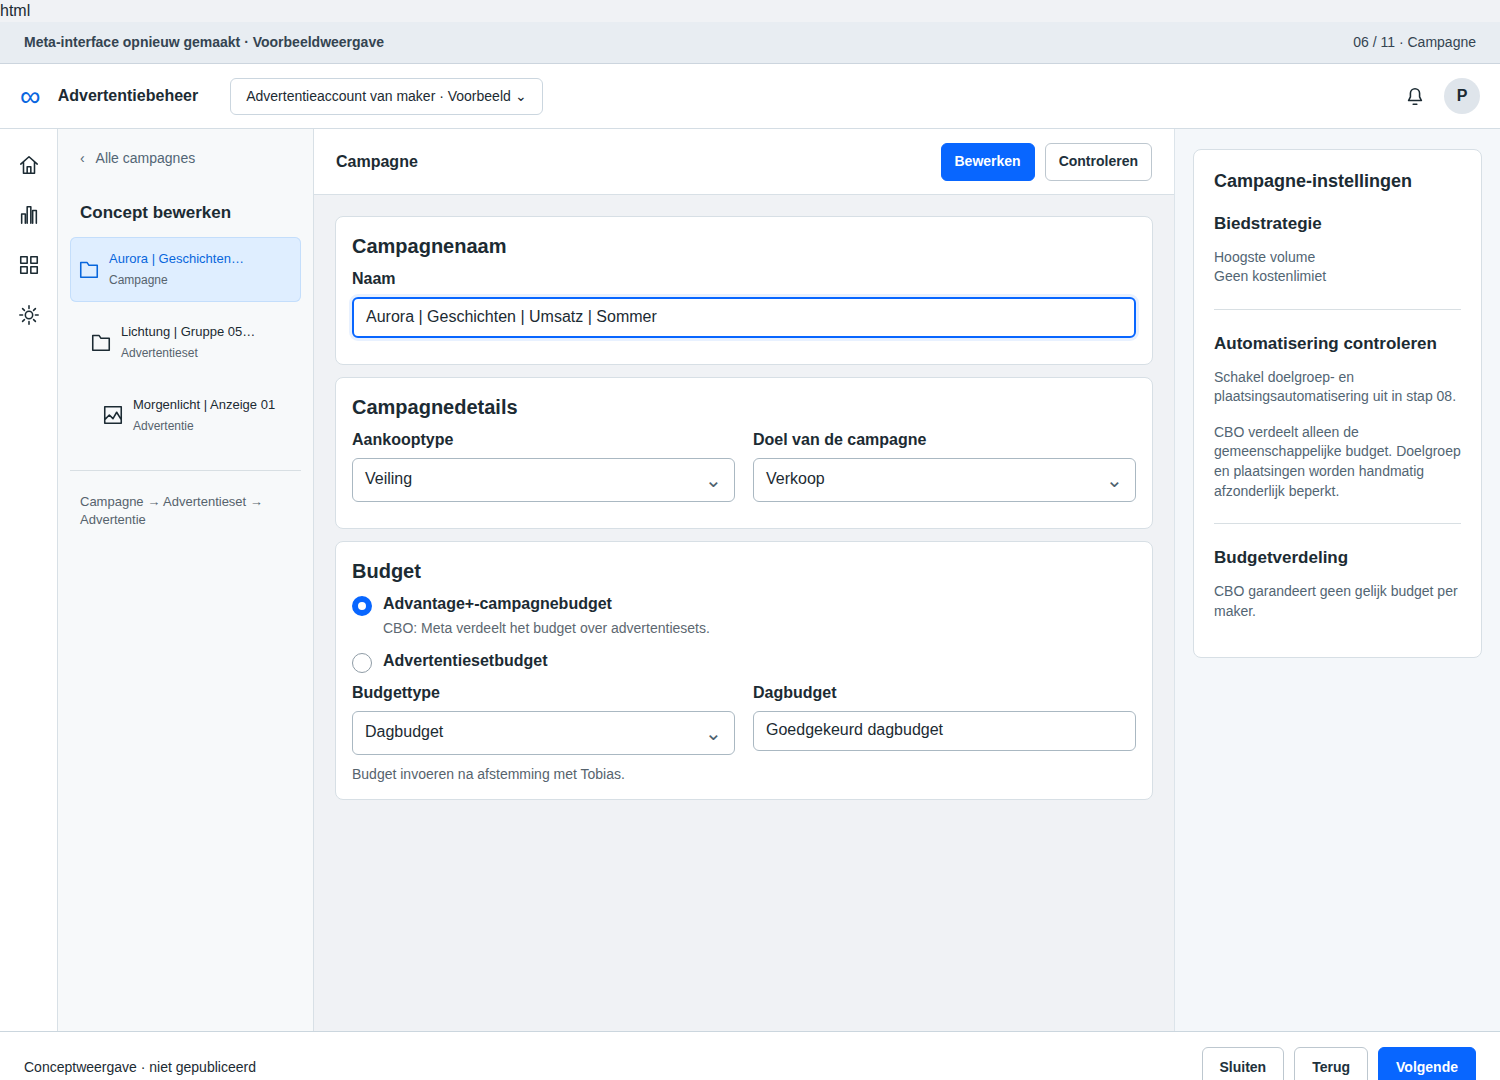 html
Meta-interface opnieuw gemaakt · Voorbeeldweergave
06 / 11 · Campagne
Advertentiebeheer
Advertentieaccount van maker · Voorbeeld
P
‹ Alle campagnes
Concept bewerken
Aurora | Geschichten…
Campagne
Lichtung | Gruppe 05…
Advertentieset
Morgenlicht | Anzeige 01
Advertentie
Campagne → Advertentieset →
Advertentie
Campagne
Bewerken
Controleren
Campagnenaam
Naam
Aurora | Geschichten | Umsatz | Sommer
Campagnedetails
Aankooptype
Doel van de campagne
Veiling
Verkoop
Budget
Advantage+-campagnebudget
CBO: Meta verdeelt het budget over advertentiesets.
Advertentiesetbudget
Budgettype
Dagbudget
Dagbudget
Goedgekeurd dagbudget
Budget invoeren na afstemming met Tobias.
Campagne-instellingen
Biedstrategie
Hoogste volume
Geen kostenlimiet
Automatisering controleren
Schakel doelgroep- en
plaatsingsautomatisering uit in stap 08.
CBO verdeelt alleen de
gemeenschappelijke budget. Doelgroep
en plaatsingen worden handmatig
afzonderlijk beperkt.
Budgetverdeling
CBO garandeert geen gelijk budget per
maker.
Conceptweergave · niet gepubliceerd
Sluiten
Terug
Volgende